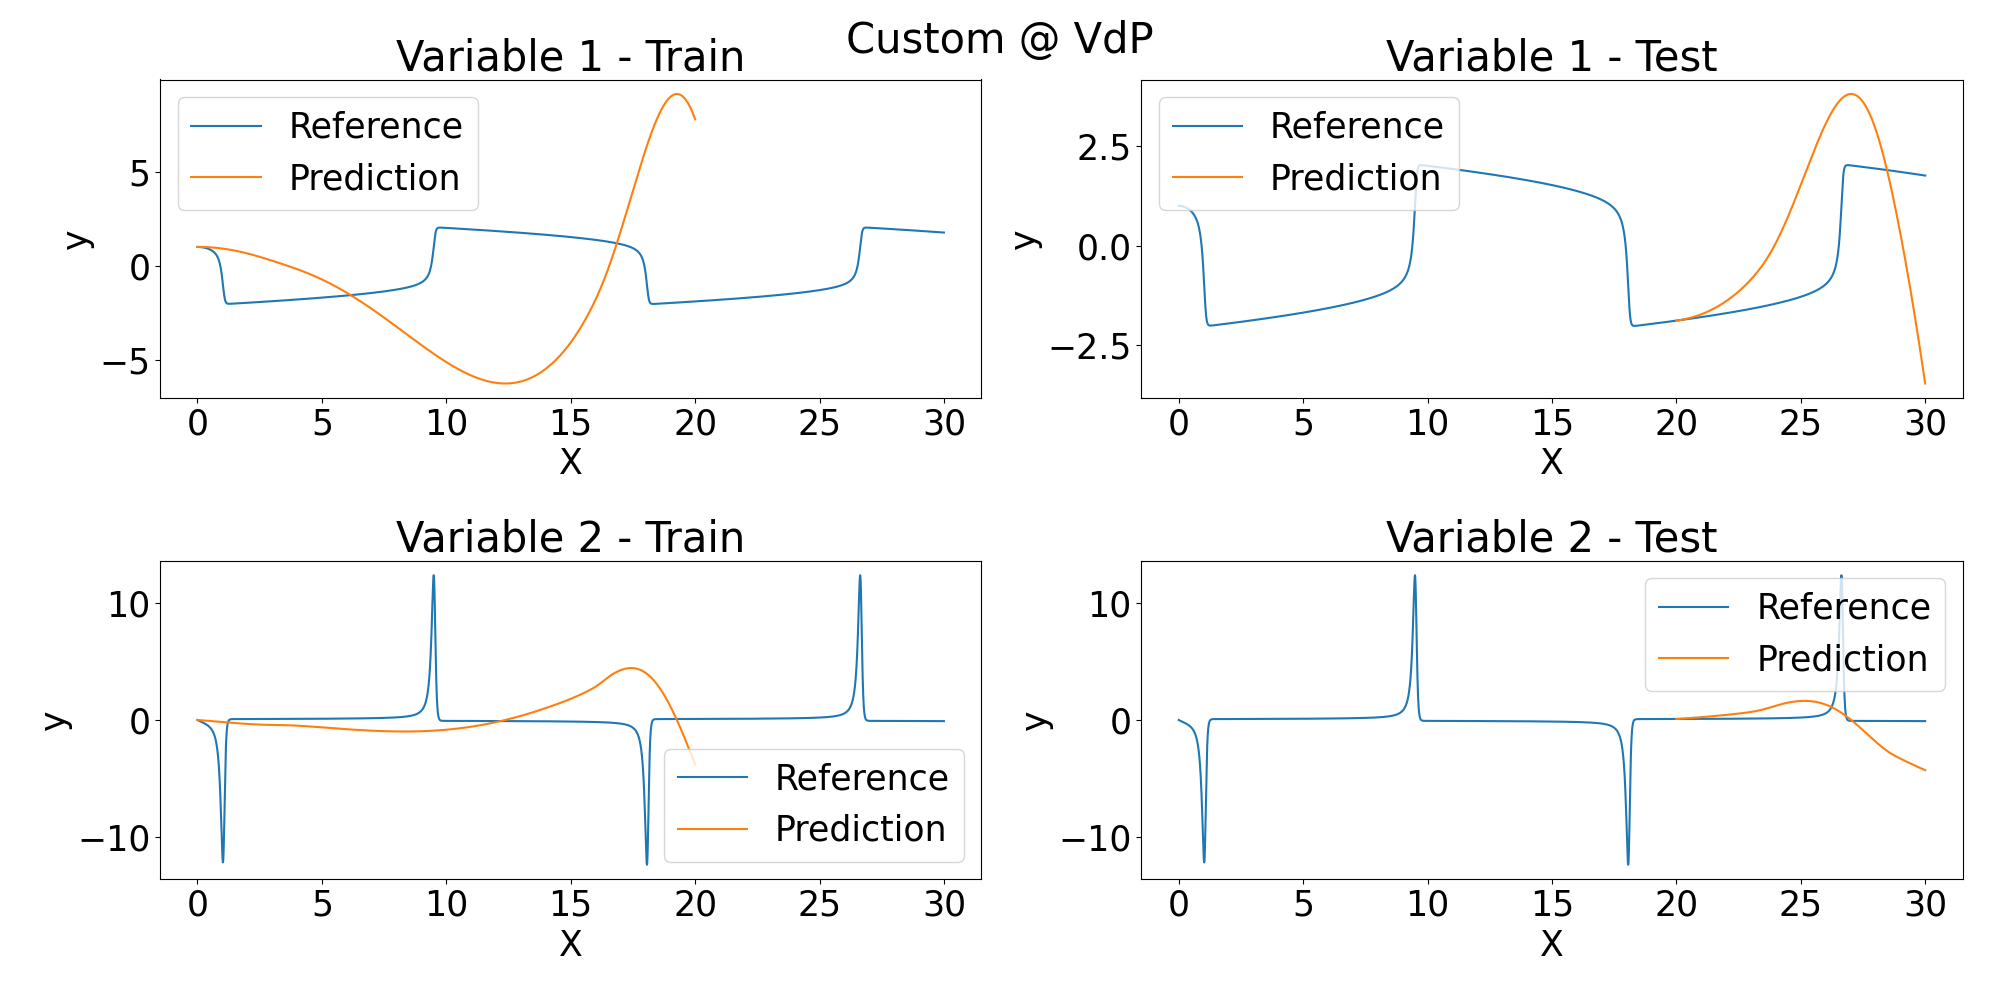 Custom @ VdP
Variable 1 - Train
Reference
Prediction
y
5
0
−5
0 5 10 15 20 25 30
X
Variable 1 - Test
Reference
Prediction
y
2.5
0.0
−2.5
0 5 10 15 20 25 30
X
Variable 2 - Train
y
10
0
−10
Reference
Prediction
0 5 10 15 20 25 30
X
Variable 2 - Test
Reference
Prediction
y
10
0
−10
0 5 10 15 20 25 30
X